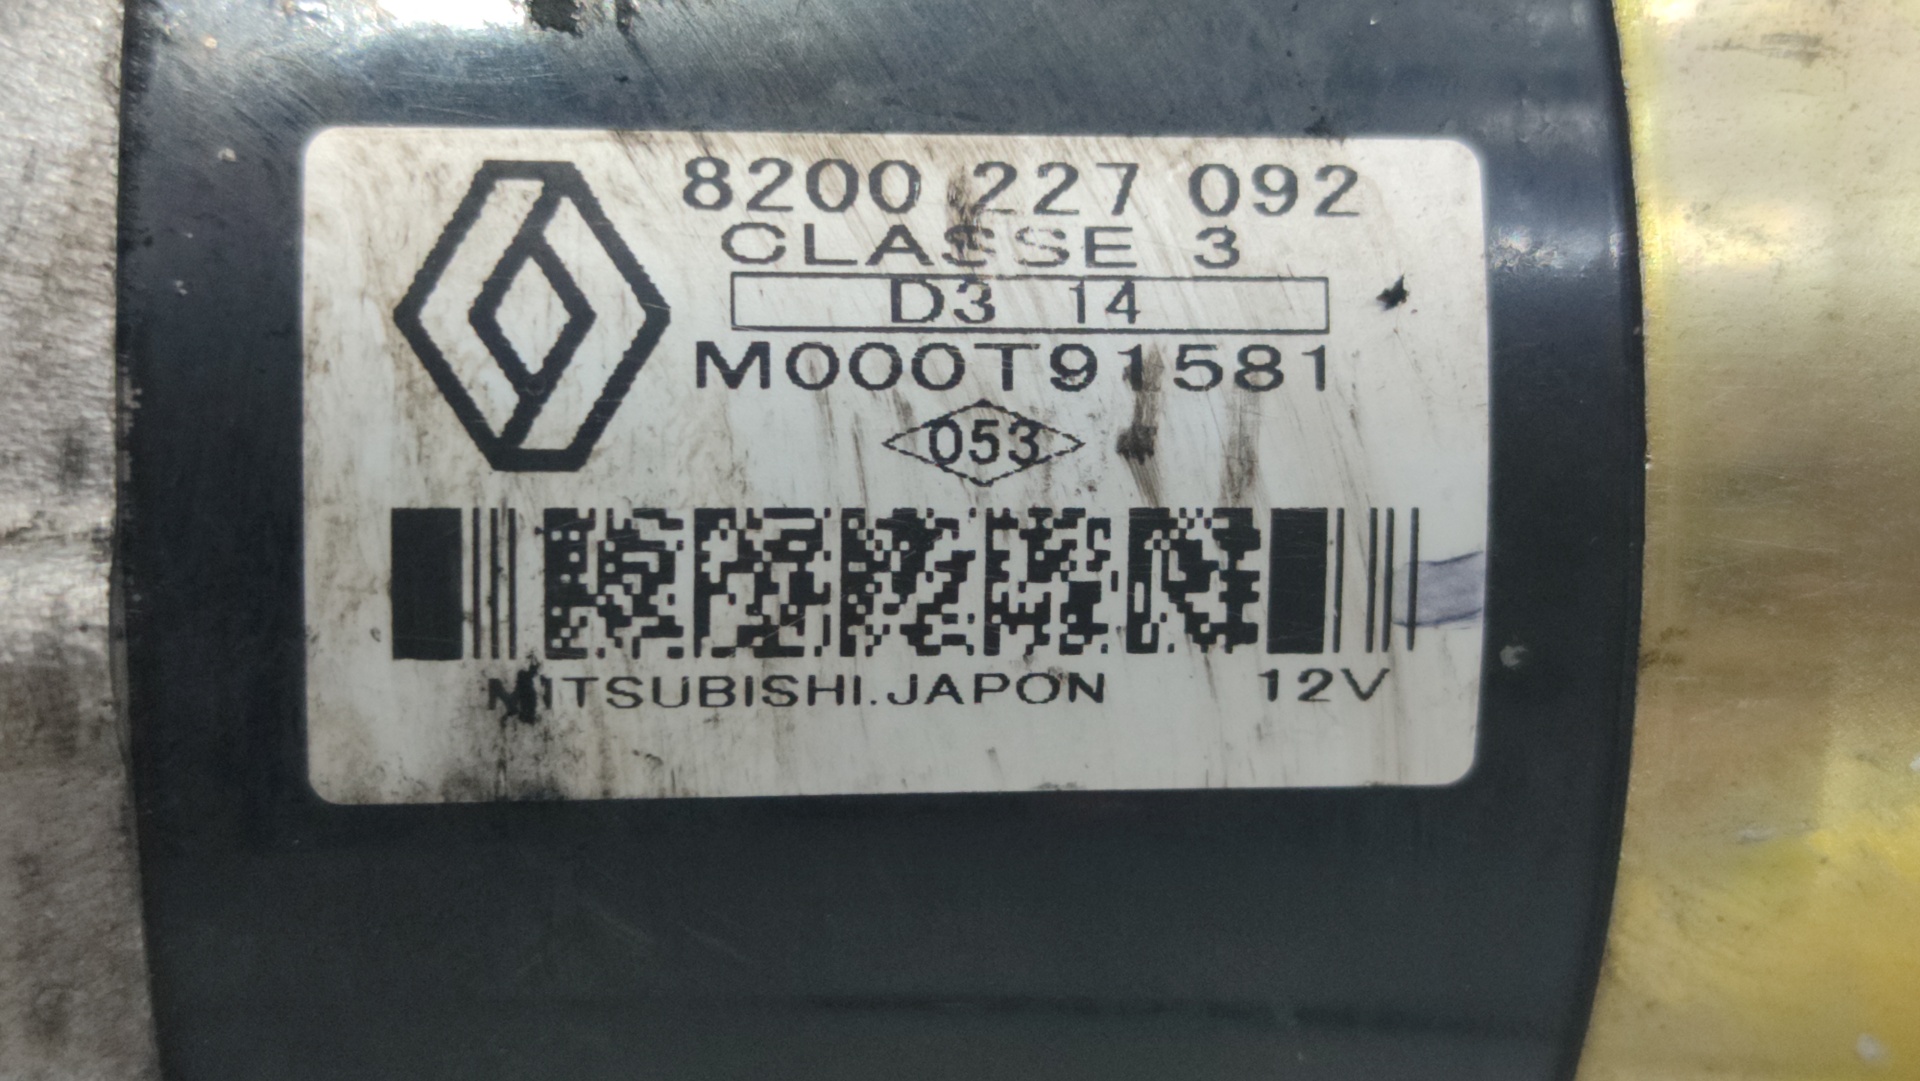 8200 227 092
CLASSE 3
D3 14
M000T91581
053
MITSUBISHI.JAPON 12V